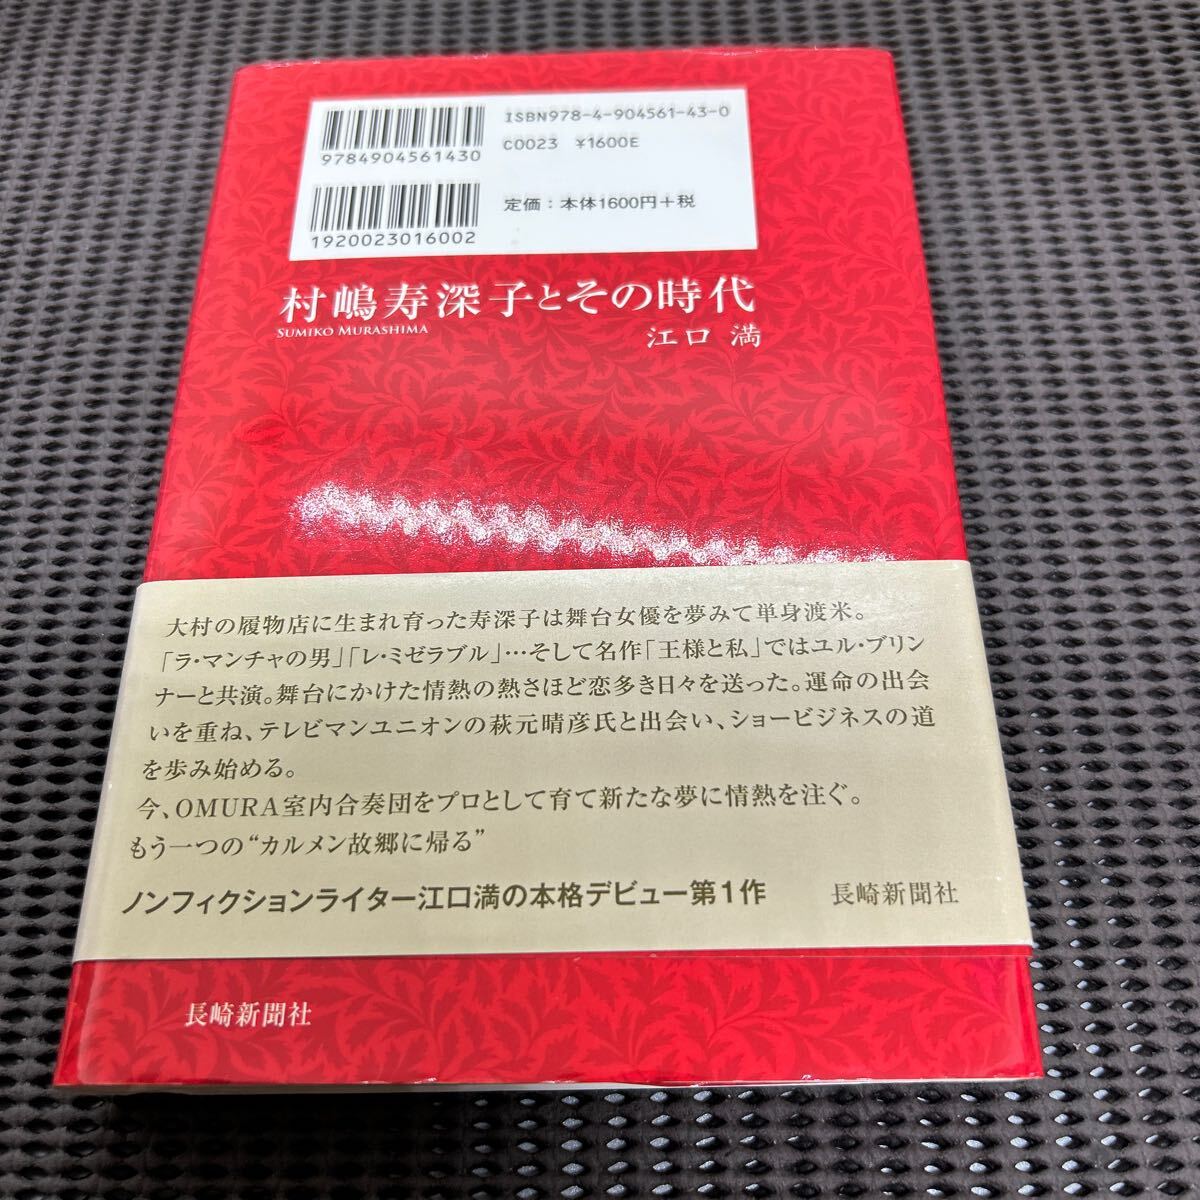 9784904561430
ISBN978-4-904561-43-0
C0023 ¥1600E
1920023016002
定価：本体1600円＋税
村嶋寿深子とその時代
SUMIKO MURASHIMA
江口 満
大村の履物店に生まれ育った寿深子は舞台女優を夢みて単身渡米。
「ラ・マンチャの男」「レ・ミゼラブル」…そして名作「王様と私」ではユル・ブリン
ナーと共演。舞台にかけた情熱の熱さほど恋多き日々を送った。運命の出会
いを重ね、テレビマンユニオンの萩元晴彦氏と出会い、ショービジネスの道
を歩み始める。
今、OMURA室内合奏団をプロとして育て新たな夢に情熱を注ぐ。
もう一つの“カルメン故郷に帰る”
ノンフィクションライター江口満の本格デビュー第1作 長崎新聞社
長崎新聞社